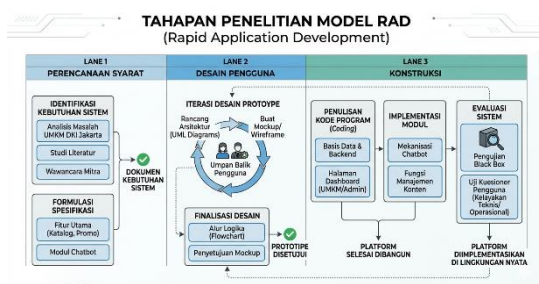 TAHAPAN PENELITIAN MODEL RAD
(Rapid Application Development)
LANE 1
PERENCANAAN SYARAT
IDENTIFIKASI
KEBUTUHAN SISTEM
Analisis Masalah
UMKM DKI Jakarta
Studi Literatur
Wawancara Mitra
DOKUMEN
KEBUTUHAN
SISTEM
FORMULASI
SPESIFIKASI
Fitur Utama
(Katalog, Promo)
Modul Chatbot
LANE 2
DESAIN PENGGUNA
ITERASI DESAIN PROTOYPE
Rancang
Arsitektur
(UML Diagrams)
Buat
Mockup/
Wireframe
Umpan Balik
Pengguna
FINALISASI DESAIN
Alur Logika
(Flowchart)
Penyetujuan Mockup
PROTOTIPE
DISETUJUI
LANE 3
KONSTRUKSI
PENULISAN
KODE PROGRAM
(Coding)
Basis Data &
Backend
Halaman
Dashboard
(UMKM/Admin)
IMPLEMENTASI
MODUL
Mekanisasi
Chatbot
Fungsi
Manajemen
Konten
PLATFORM
SELESAI DIBANGUN
EVALUASI
SISTEM
Pengujian
Black Box
Uji Kuesioner
Pengguna
(Kelayakan
Teknis/
Operasional)
PLATFORM
DIIMPLEMENTASIKAN
DI LINGKUNGAN NYATA